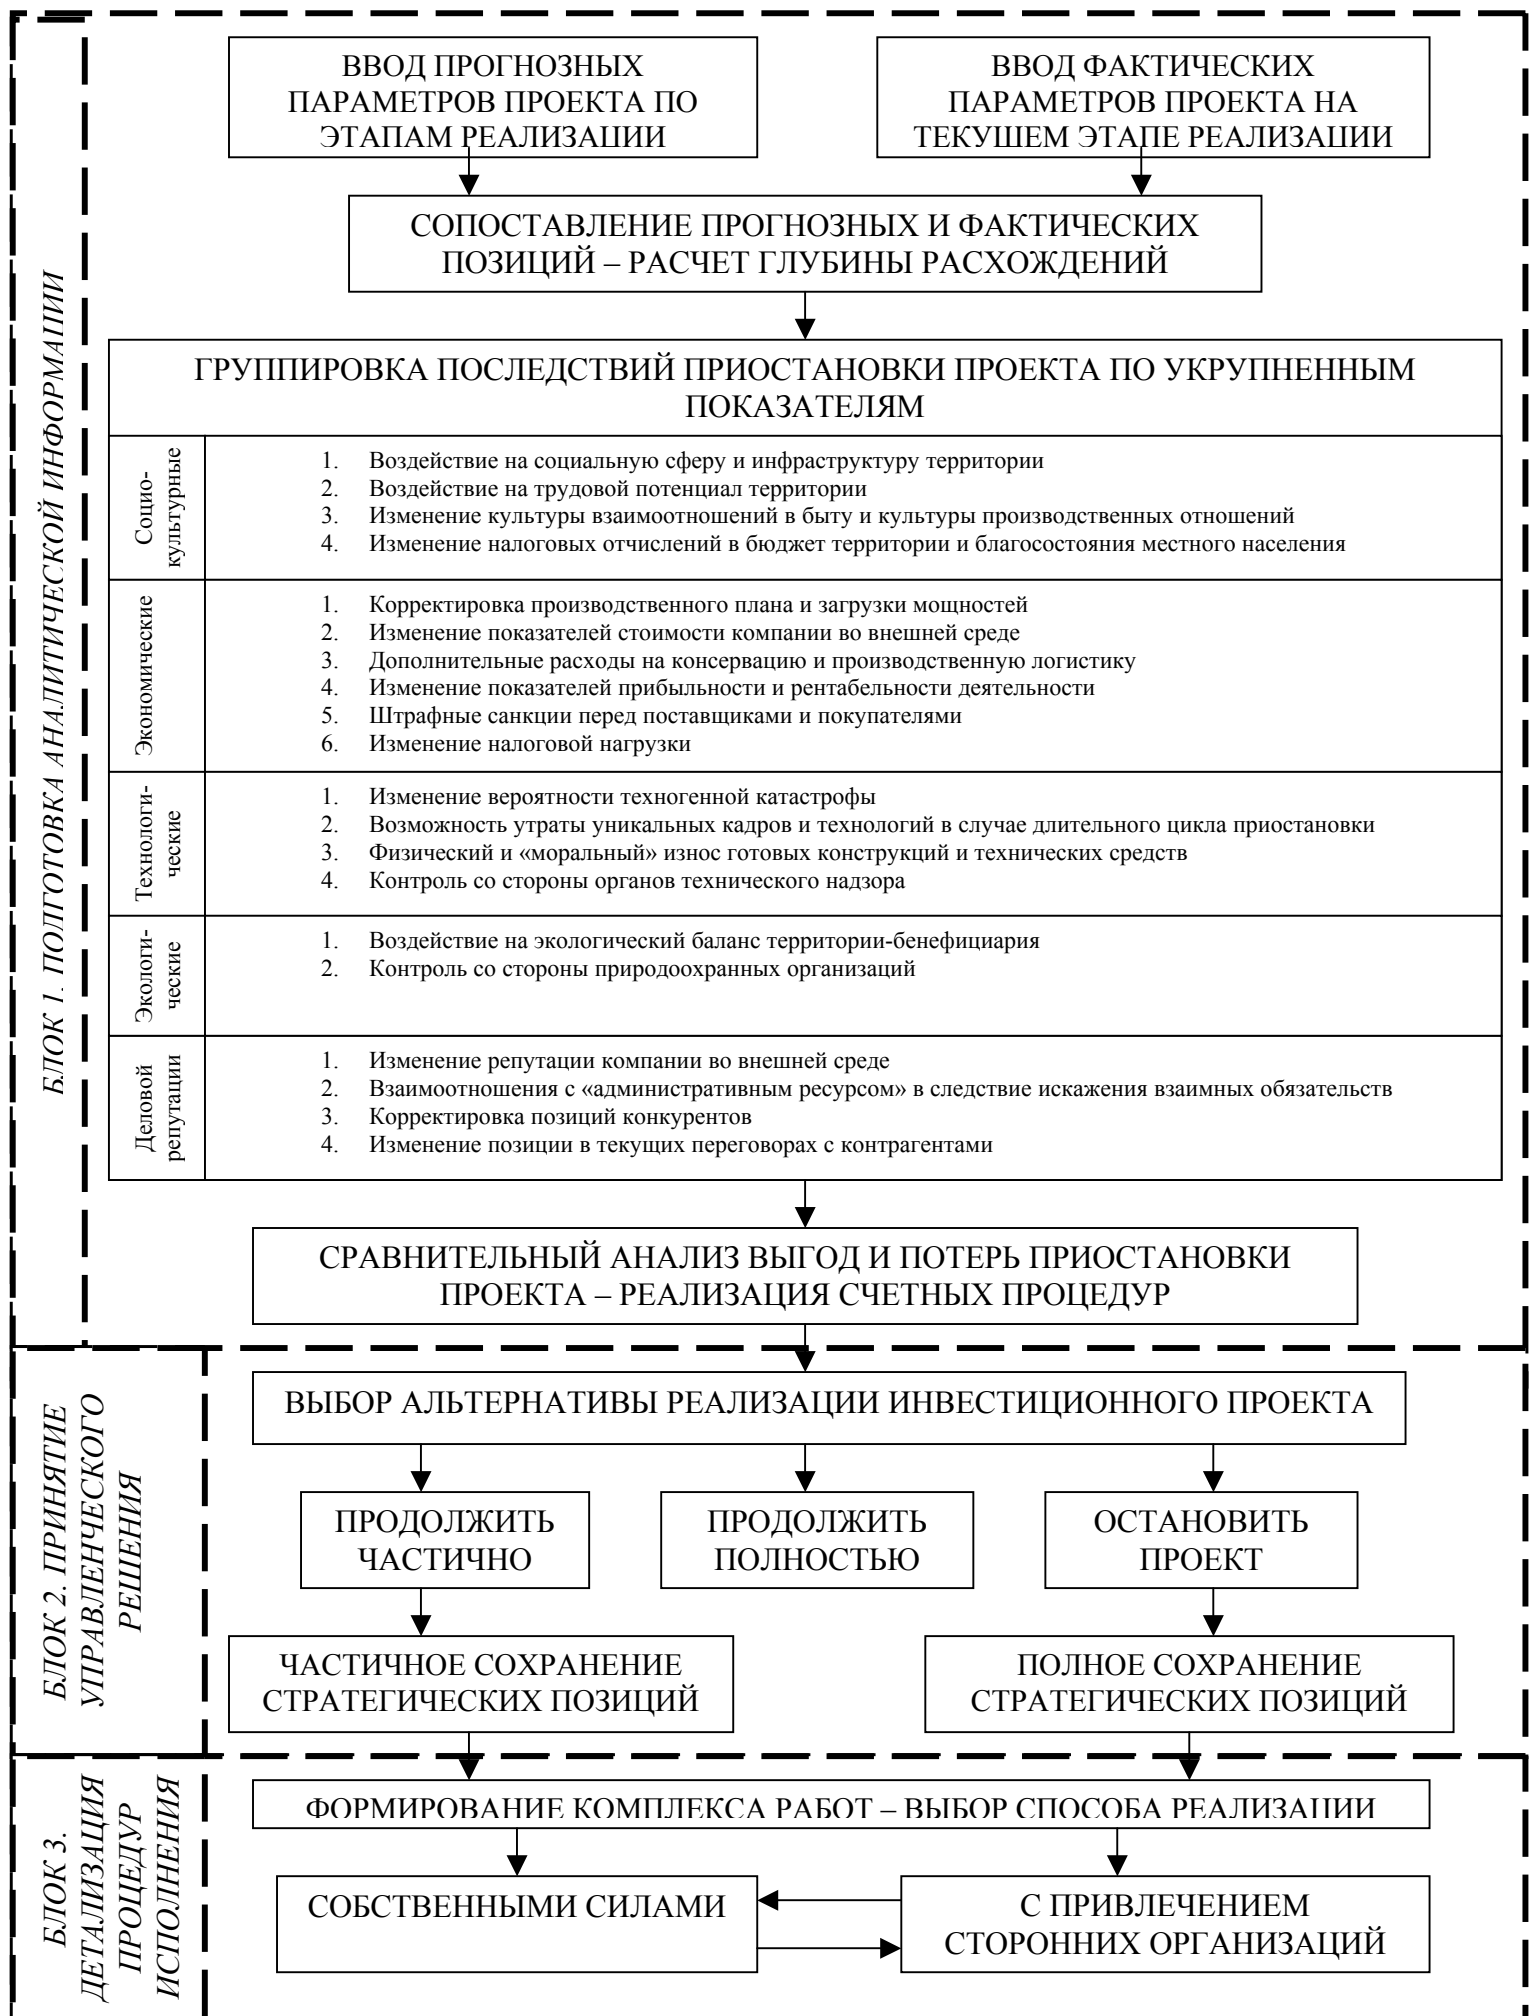 ВВОД ПРОГНОЗНЫХ
ПАРАМЕТРОВ ПРОЕКТА ПО
ЭТАПАМ РЕАЛИЗАЦИИ
ВВОД ФАКТИЧЕСКИХ
ПАРАМЕТРОВ ПРОЕКТА НА
ТЕКУЩЕМ ЭТАПЕ РЕАЛИЗАЦИИ
СОПОСТАВЛЕНИЕ ПРОГНОЗНЫХ И ФАКТИЧЕСКИХ
ПОЗИЦИЙ – РАСЧЕТ ГЛУБИНЫ РАСХОЖДЕНИЙ
БЛОК 1. ПОДГОТОВКА АНАЛИТИЧЕСКОЙ ИНФОРМАЦИИ
ГРУППИРОВКА ПОСЛЕДСТВИЙ ПРИОСТАНОВКИ ПРОЕКТА ПО УКРУПНЕННЫМ
ПОКАЗАТЕЛЯМ
Социо-
культурные
1. Воздействие на социальную сферу и инфраструктуру территории
2. Воздействие на трудовой потенциал территории
3. Изменение культуры взаимоотношений в быту и культуры производственных отношений
4. Изменение налоговых отчислений в бюджет территории и благосостояния местного населения
Экономические
1. Корректировка производственного плана и загрузки мощностей
2. Изменение показателей стоимости компании во внешней среде
3. Дополнительные расходы на консервацию и производственную логистику
4. Изменение показателей прибыльности и рентабельности деятельности
5. Штрафные санкции перед поставщиками и покупателями
6. Изменение налоговой нагрузки
Технологи-
ческие
1. Изменение вероятности техногенной катастрофы
2. Возможность утраты уникальных кадров и технологий в случае длительного цикла приостановки
3. Физический и «моральный» износ готовых конструкций и технических средств
4. Контроль со стороны органов технического надзора
Экологи-
ческие
1. Воздействие на экологический баланс территории-бенефициария
2. Контроль со стороны природоохранных организаций
Деловой
репутации
1. Изменение репутации компании во внешней среде
2. Взаимоотношения с «административным ресурсом» в следствие искажения взаимных обязательств
3. Корректировка позиций конкурентов
4. Изменение позиции в текущих переговорах с контрагентами
СРАВНИТЕЛЬНЫЙ АНАЛИЗ ВЫГОД И ПОТЕРЬ ПРИОСТАНОВКИ
ПРОЕКТА – РЕАЛИЗАЦИЯ СЧЕТНЫХ ПРОЦЕДУР
БЛОК 2. ПРИНЯТИЕ
УПРАВЛЕНЧЕСКОГО
РЕШЕНИЯ
ВЫБОР АЛЬТЕРНАТИВЫ РЕАЛИЗАЦИИ ИНВЕСТИЦИОННОГО ПРОЕКТА
ПРОДОЛЖИТЬ
ЧАСТИЧНО
ПРОДОЛЖИТЬ
ПОЛНОСТЬЮ
ОСТАНОВИТЬ
ПРОЕКТ
ЧАСТИЧНОЕ СОХРАНЕНИЕ
СТРАТЕГИЧЕСКИХ ПОЗИЦИЙ
ПОЛНОЕ СОХРАНЕНИЕ
СТРАТЕГИЧЕСКИХ ПОЗИЦИЙ
БЛОК 3.
ДЕТАЛИЗАЦИЯ
ПРОЦЕДУР
ИСПОЛНЕНИЯ
ФОРМИРОВАНИЕ КОМПЛЕКСА РАБОТ – ВЫБОР СПОСОБА РЕАЛИЗАЦИИ
СОБСТВЕННЫМИ СИЛАМИ
С ПРИВЛЕЧЕНИЕМ
СТОРОННИХ ОРГАНИЗАЦИЙ